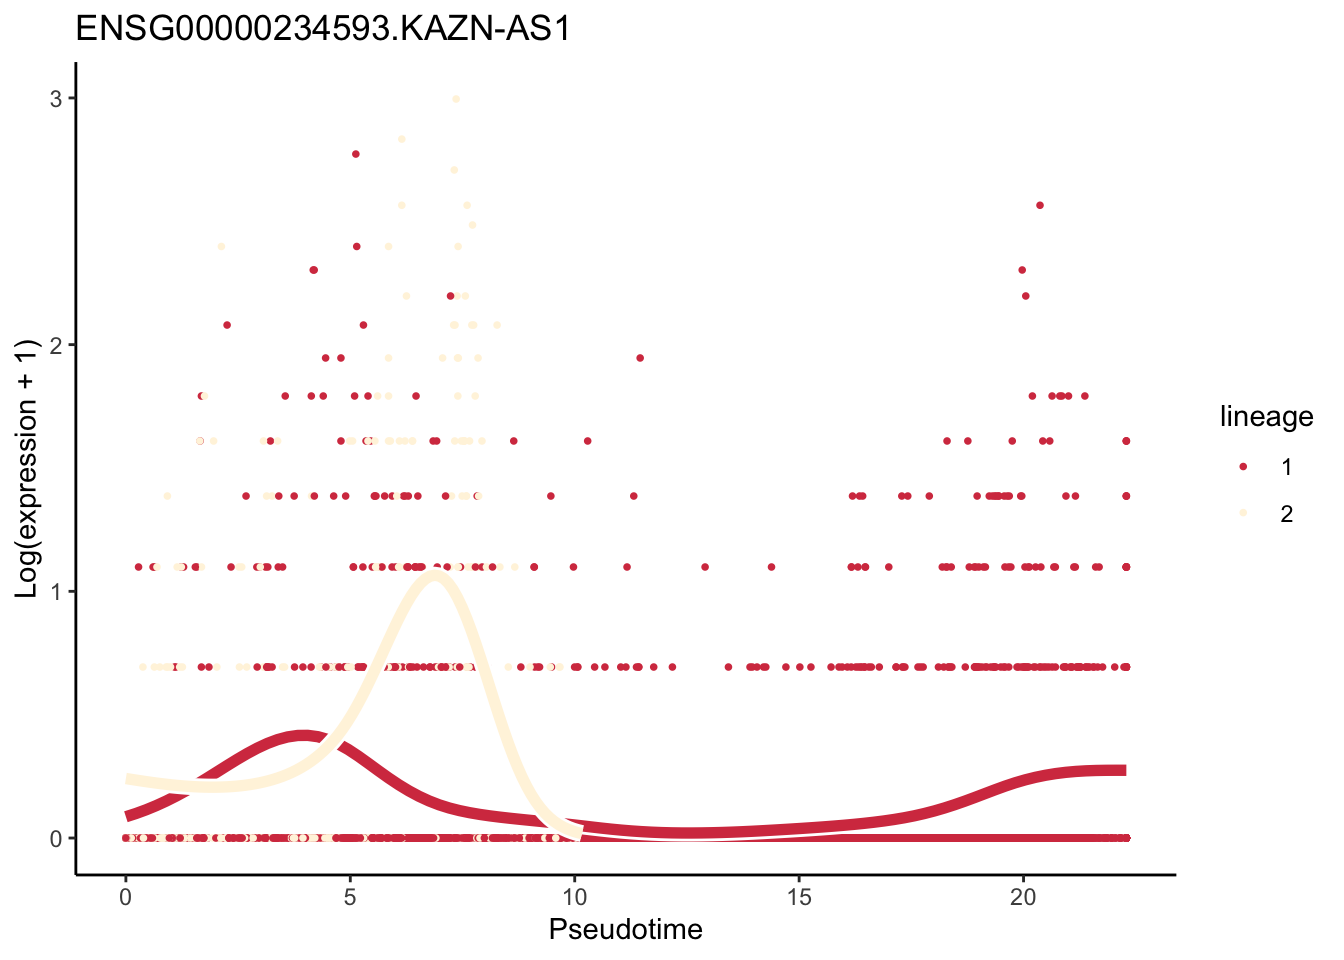 ENSG00000234593.KAZN-AS1
3
2
1
0
Log(expression + 1)
0 5 10 15 20
Pseudotime
lineage
1
2